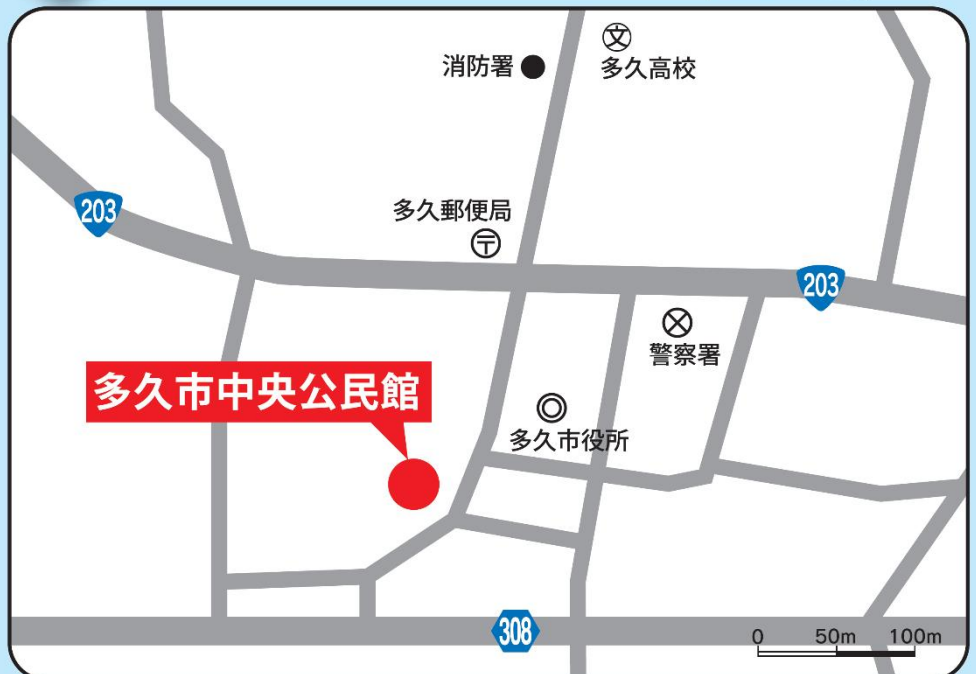 文
消防署
多久高校
203
多久郵便局
〒
203
警察署
多久市中央公民館
多久市役所
308
0 50m 100m